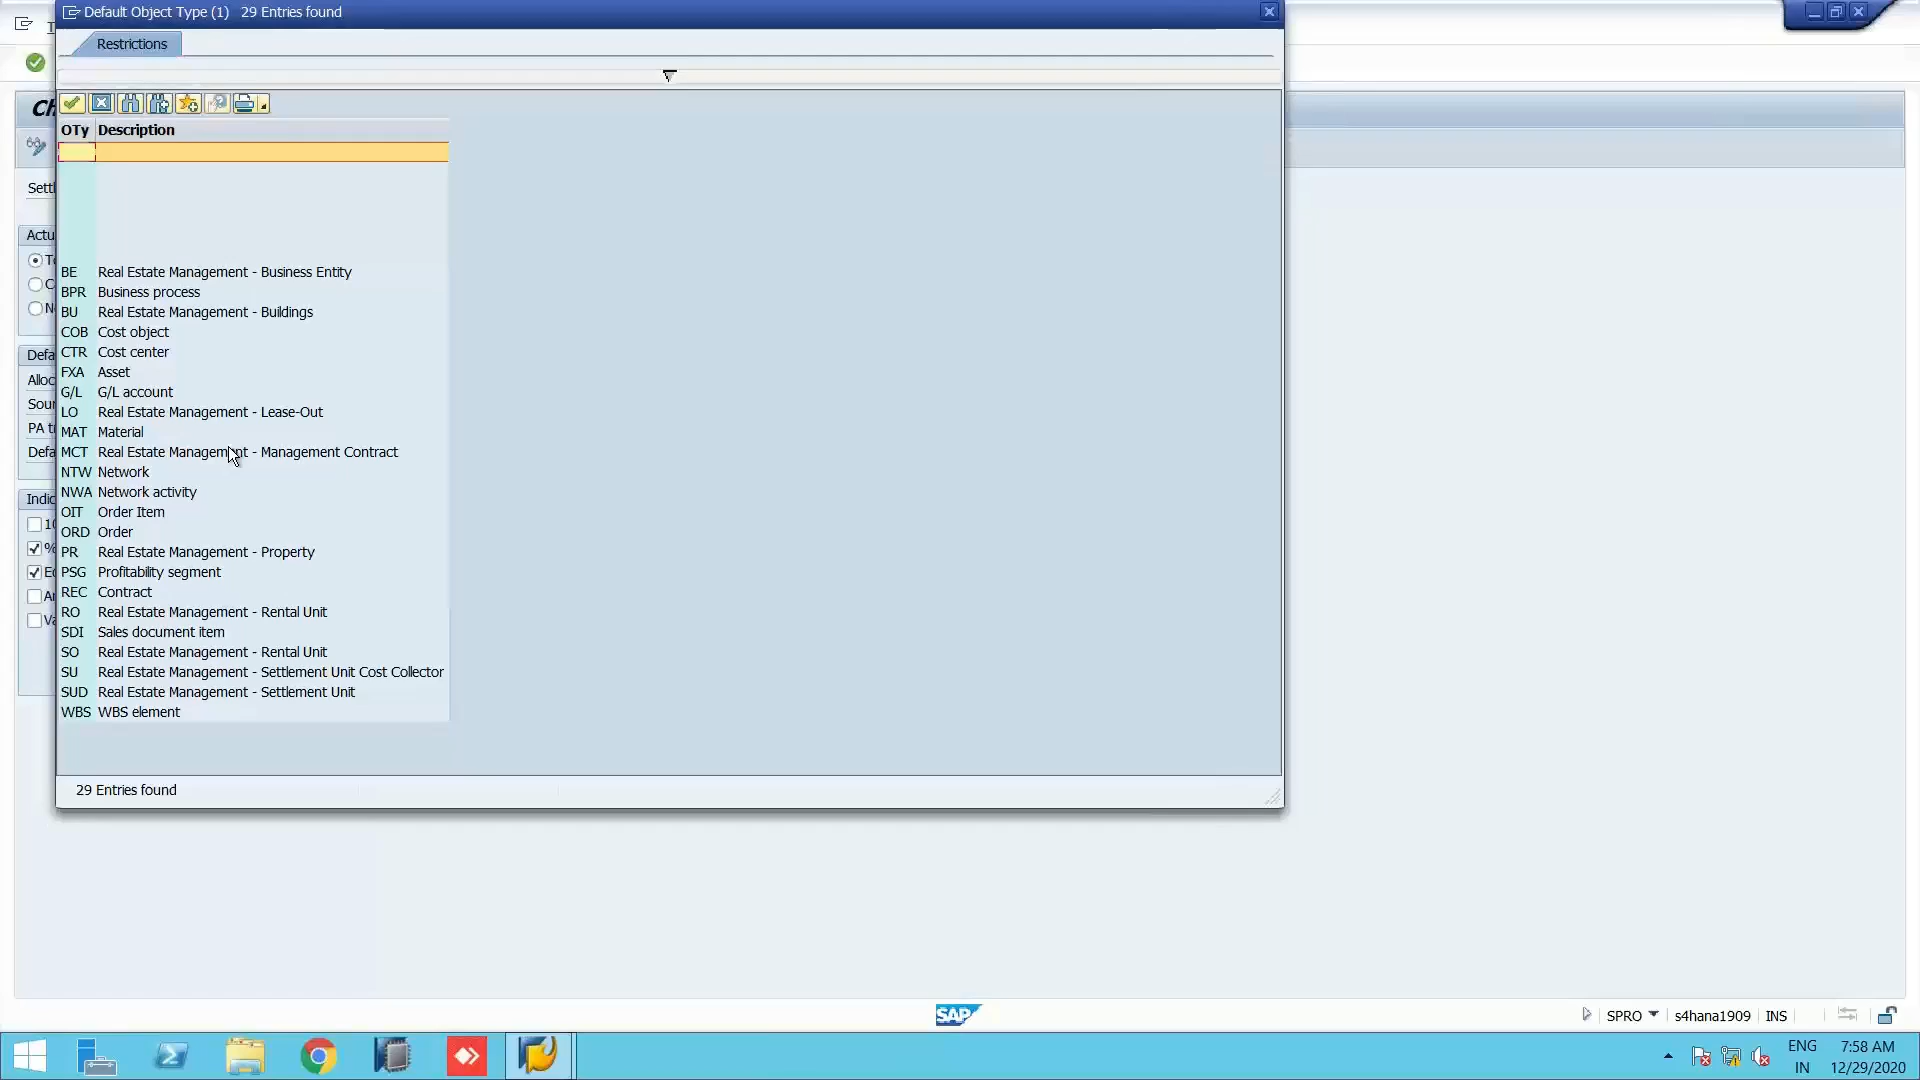 Default Object Type (1) 29 Entries found
Restrictions
OTy Description
BE Real Estate Management - Business Entity
BPR Business process
BU Real Estate Management - Buildings
COB Cost object
CTR Cost center
FXA Asset
G/L G/L account
LO Real Estate Management - Lease-Out
MAT Material
MCT Real Estate Management - Management Contract
NTW Network
NWA Network activity
OIT Order Item
ORD Order
PR Real Estate Management - Property
PSG Profitability segment
REC Contract
RO Real Estate Management - Rental Unit
SDI Sales document item
SO Real Estate Management - Rental Unit
SU Real Estate Management - Settlement Unit Cost Collector
SUD Real Estate Management - Settlement Unit
WBS WBS element
29 Entries found
Ch
Settl
Actu
Defa
Alloc
Sour
PA t
Defa
Indic
SAP
SPRO s4hana1909 INS
ENG 7:58 AM
IN 12/29/2020